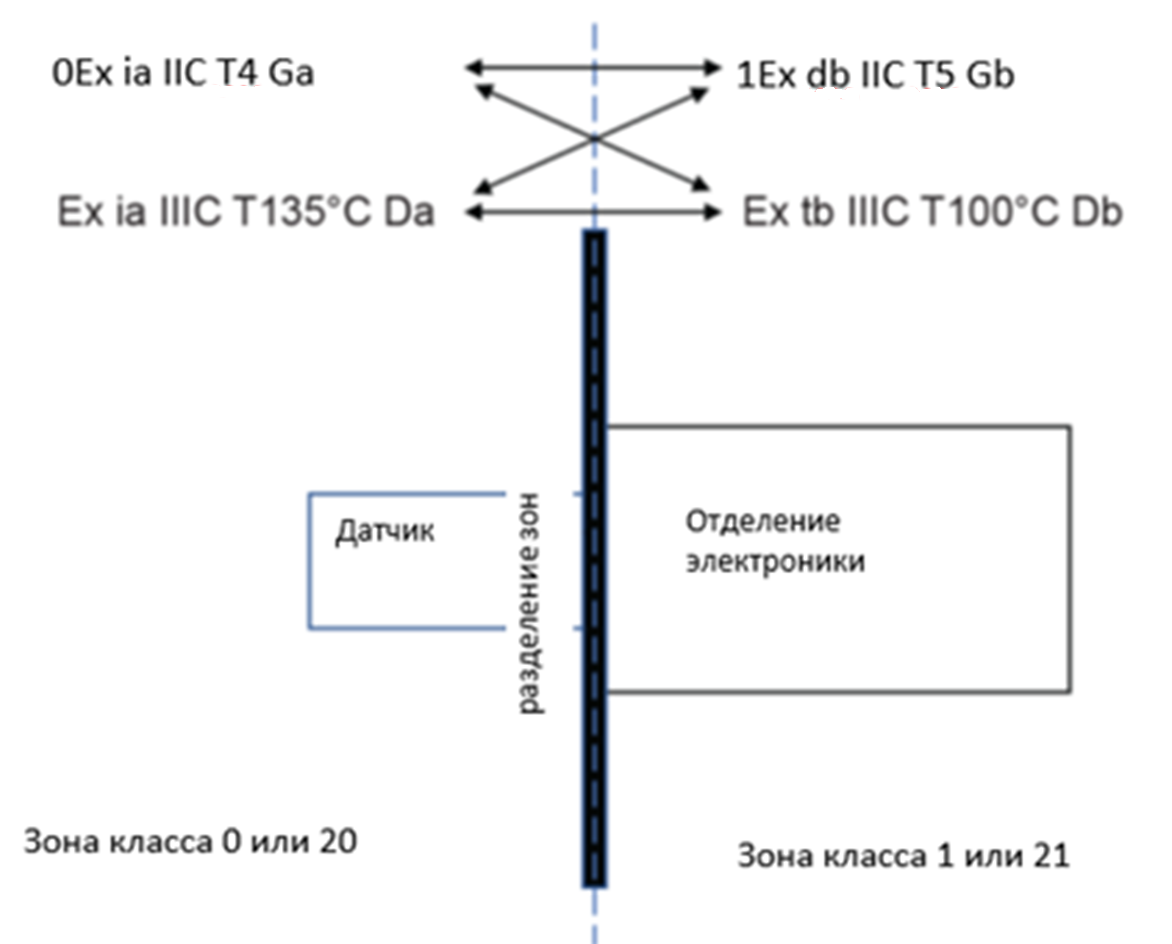 0Ex ia IIC T4 Ga
1Ex db IIC T5 Gb
Ex ia IIIC T135°C Da
Ex tb IIIC T100°C Db
Датчик
разделение зон
Отделение
электроники
Зона класса 0 или 20
Зона класса 1 или 21